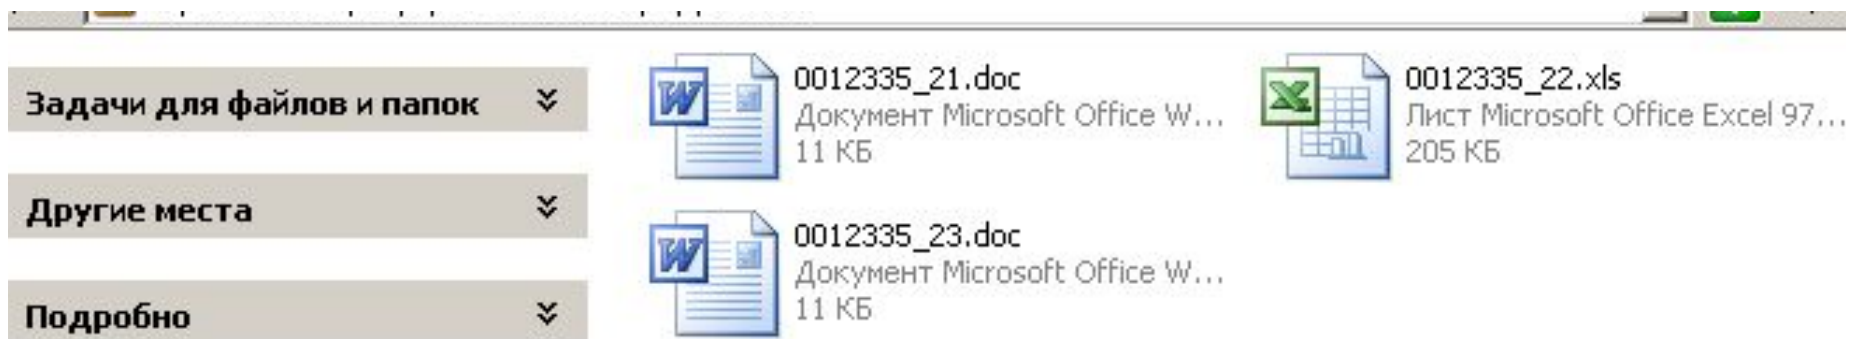 Задачи для файлов и папок
Другие места
Подробно
0012335_21.doc
Документ Microsoft Office W...
11 КБ
0012335_22.xls
Лист Microsoft Office Excel 97...
205 КБ
0012335_23.doc
Документ Microsoft Office W...
11 КБ